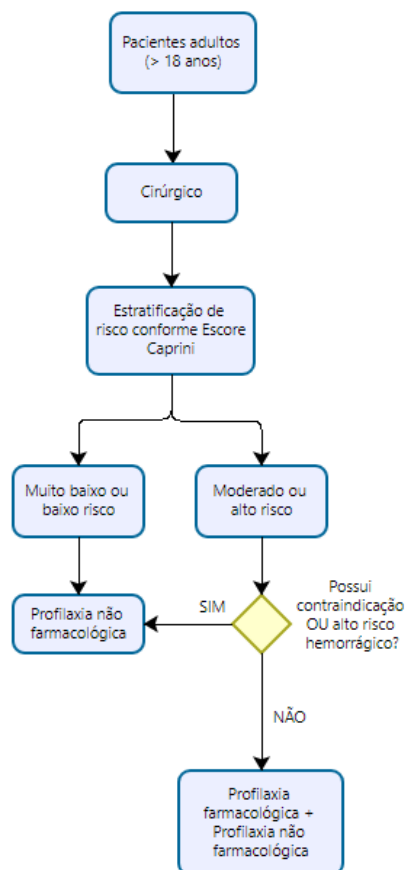 Pacientes adultos
(> 18 anos)
Cirúrgico
Estratificação de
risco conforme Escore
Caprini
Muito baixo ou
baixo risco
Moderado ou
alto risco
Profilaxia não
farmacológica
SIM
Possui
contraindicação
OU alto risco
hemorrágico?
NÃO
Profilaxia
farmacológica +
Profilaxia não
farmacológica